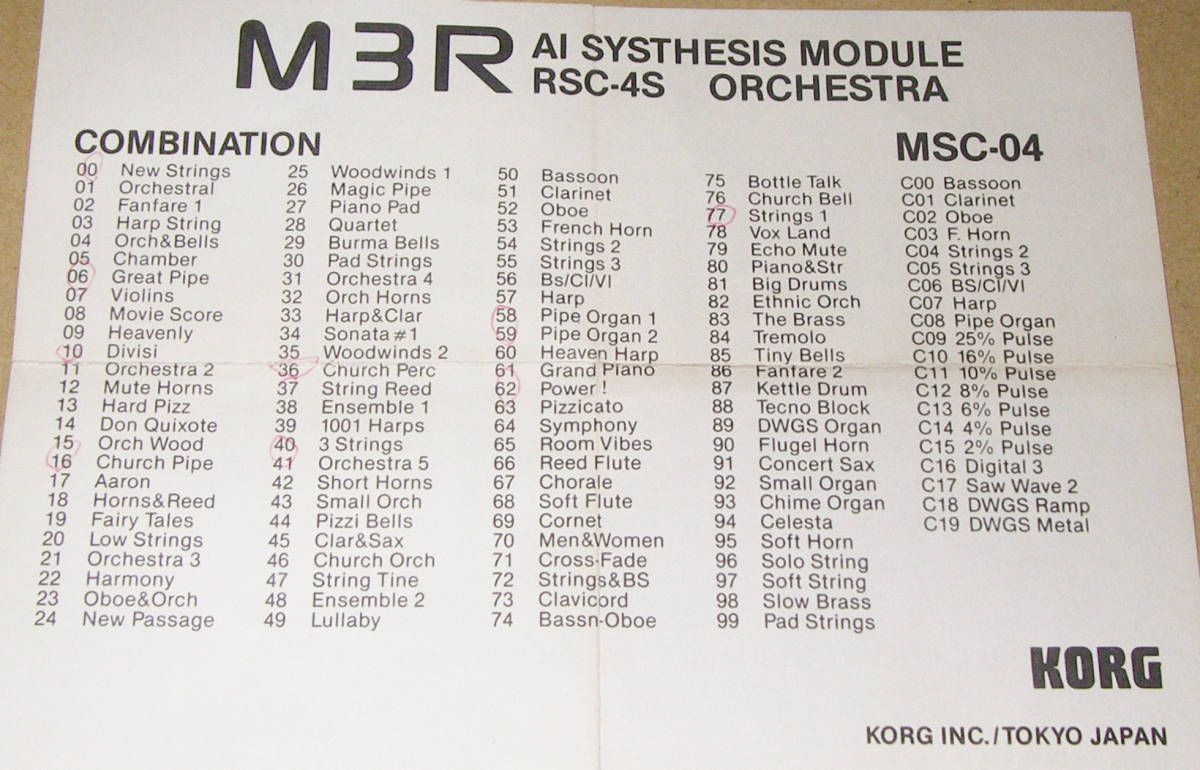 M3R AI SYSTHESIS MODULE
RSC-4S ORCHESTRA
COMBINATION
00 New Strings
01 Orchestral
02 Fanfare 1
03 Harp String
04 Orch&Bells
05 Chamber
06 Great Pipe
07 Violins
08 Movie Score
09 Heavenly
10 Divisi
11 Orchestra 2
12 Mute Horns
13 Hard Pizz
14 Don Quixote
15 Orch Wood
16 Church Pipe
17 Aaron
18 Horns&Reed
19 Fairy Tales
20 Low Strings
21 Orchestra 3
22 Harmony
23 Oboe&Orch
24 New Passage
25 Woodwinds 1
26 Magic Pipe
27 Piano Pad
28 Quartet
29 Burma Bells
30 Pad Strings
31 Orchestra 4
32 Orch Horns
33 Harp&Clar
34 Sonata #1
35 Woodwinds 2
36 Church Perc
37 String Reed
38 Ensemble 1
39 1001 Harps
40 3 Strings
41 Orchestra 5
42 Short Horns
43 Small Orch
44 Pizzi Bells
45 Clar&Sax
46 Church Orch
47 String Tine
48 Ensemble 2
49 Lullaby
50 Bassoon
51 Clarinet
52 Oboe
53 French Horn
54 Strings 2
55 Strings 3
56 Bs/Cl/Vl
57 Harp
58 Pipe Organ 1
59 Pipe Organ 2
60 Heaven Harp
61 Grand Piano
62 Power !
63 Pizzicato
64 Symphony
65 Room Vibes
66 Reed Flute
67 Chorale
68 Soft Flute
69 Cornet
70 Men&Women
71 Cross-Fade
72 Strings&BS
73 Clavicord
74 Bassn-Oboe
75 Bottle Talk
76 Church Bell
77 Strings 1
78 Vox Land
79 Echo Mute
80 Piano&Str
81 Big Drums
82 Ethnic Orch
83 The Brass
84 Tremolo
85 Tiny Bells
86 Fanfare 2
87 Kettle Drum
88 Tecno Block
89 DWGS Organ
90 Flugel Horn
91 Concert Sax
92 Small Organ
93 Chime Organ
94 Celesta
95 Soft Horn
96 Solo String
97 Soft String
98 Slow Brass
99 Pad Strings
MSC-04
C00 Bassoon
C01 Clarinet
C02 Oboe
C03 F. Horn
C04 Strings 2
C05 Strings 3
C06 BS/Cl/Vl
C07 Harp
C08 Pipe Organ
C09 25% Pulse
C10 16% Pulse
C11 10% Pulse
C12 8% Pulse
C13 6% Pulse
C14 4% Pulse
C15 2% Pulse
C16 Digital 3
C17 Saw Wave 2
C18 DWGS Ramp
C19 DWGS Metal
KORG
KORG INC./TOKYO JAPAN